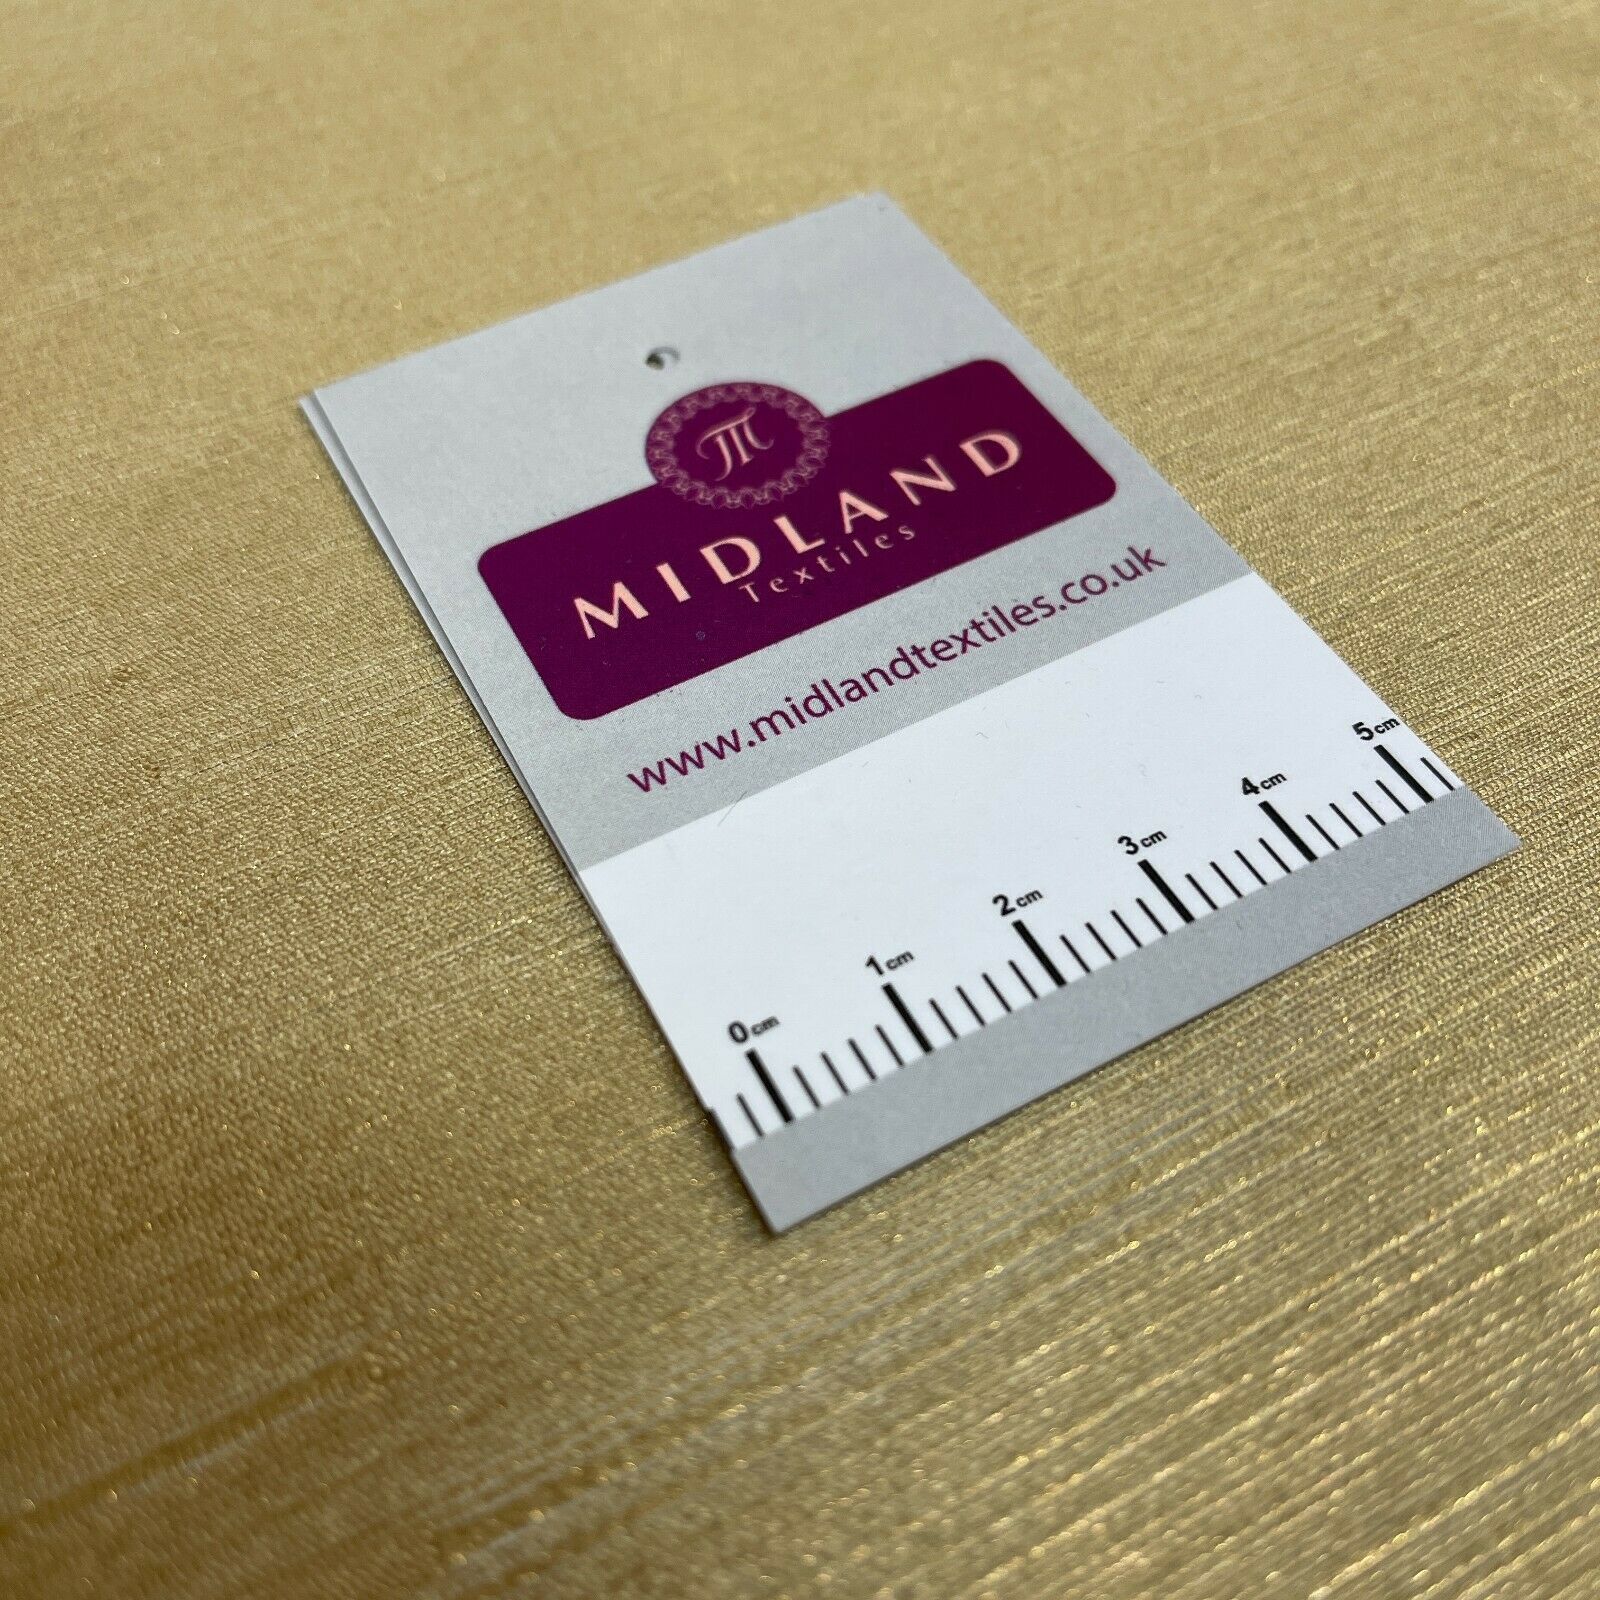 MIDLAND
Textiles
www.midlandtextiles.co.uk
0cm 1cm 2cm 3cm 4cm 5cm